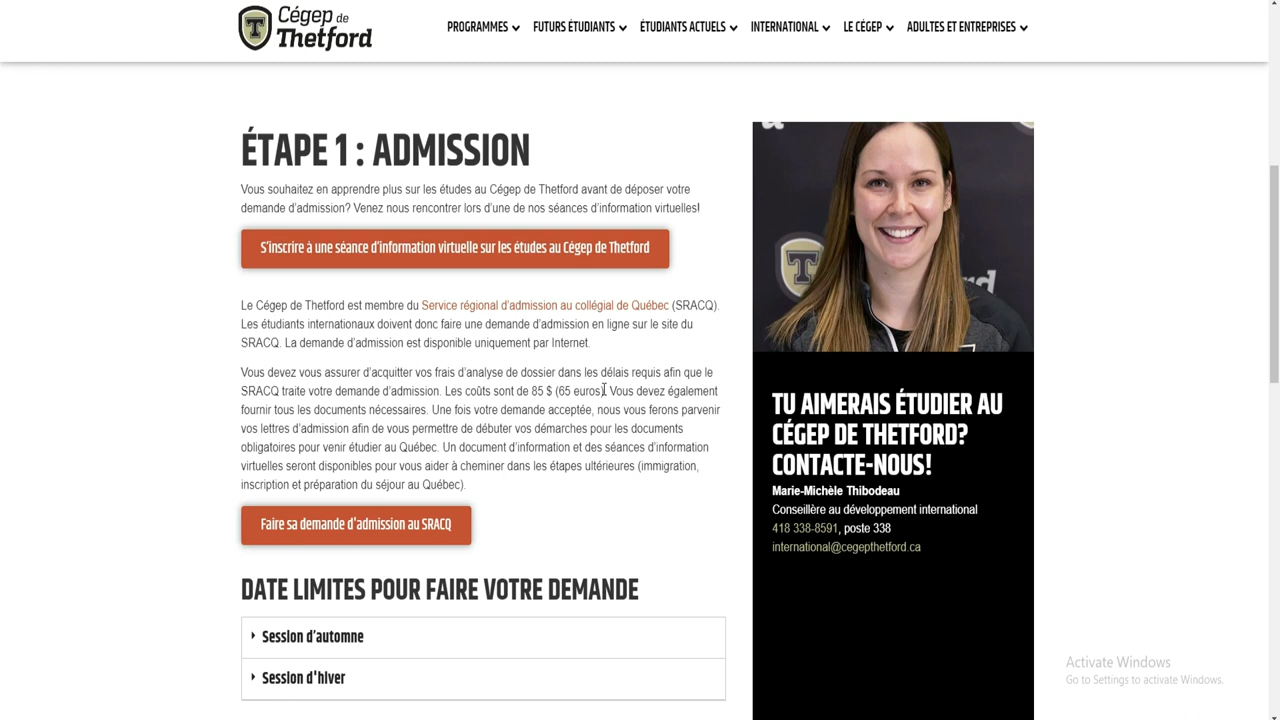 Cégep de
Thetford
PROGRAMMES FUTURS ÉTUDIANTS ÉTUDIANTS ACTUELS INTERNATIONAL LE CÉGEP ADULTES ET ENTREPRISES
ÉTAPE 1 : ADMISSION
Vous souhaitez en apprendre plus sur les études au Cégep de Thetford avant de déposer votre
demande d'admission? Venez nous rencontrer lors d'une de nos séances d'information virtuelles!
S'inscrire à une séance d'information virtuelle sur les études au Cégep de Thetford
Le Cégep de Thetford est membre du Service régional d'admission au collégial de Québec (SRACQ).
Les étudiants internationaux doivent donc faire une demande d'admission en ligne sur le site du
SRACQ. La demande d'admission est disponible uniquement par Internet.
Vous devez vous assurer d'acquitter vos frais d'analyse de dossier dans les délais requis afin que le
SRACQ traite votre demande d'admission. Les coûts sont de 85 $ (65 euros). Vous devez également
fournir tous les documents nécessaires. Une fois votre demande acceptée, nous vous ferons parvenir
vos lettres d'admission afin de vous permettre de débuter vos démarches pour les documents
obligatoires pour venir étudier au Québec. Un document d'information et des séances d'information
virtuelles seront disponibles pour vous aider à cheminer dans les étapes ultérieures (immigration,
inscription et préparation du séjour au Québec).
Faire sa demande d'admission au SRACQ
DATE LIMITES POUR FAIRE VOTRE DEMANDE
Session d'automne
Session d'hiver
TU AIMERAIS ÉTUDIER AU
CÉGEP DE THETFORD?
CONTACTE-NOUS!
Marie-Michèle Thibodeau
Conseillère au développement international
418 338-8591, poste 338
international@cegepthetford.ca
Activate Windows
Go to Settings to activate Windows.